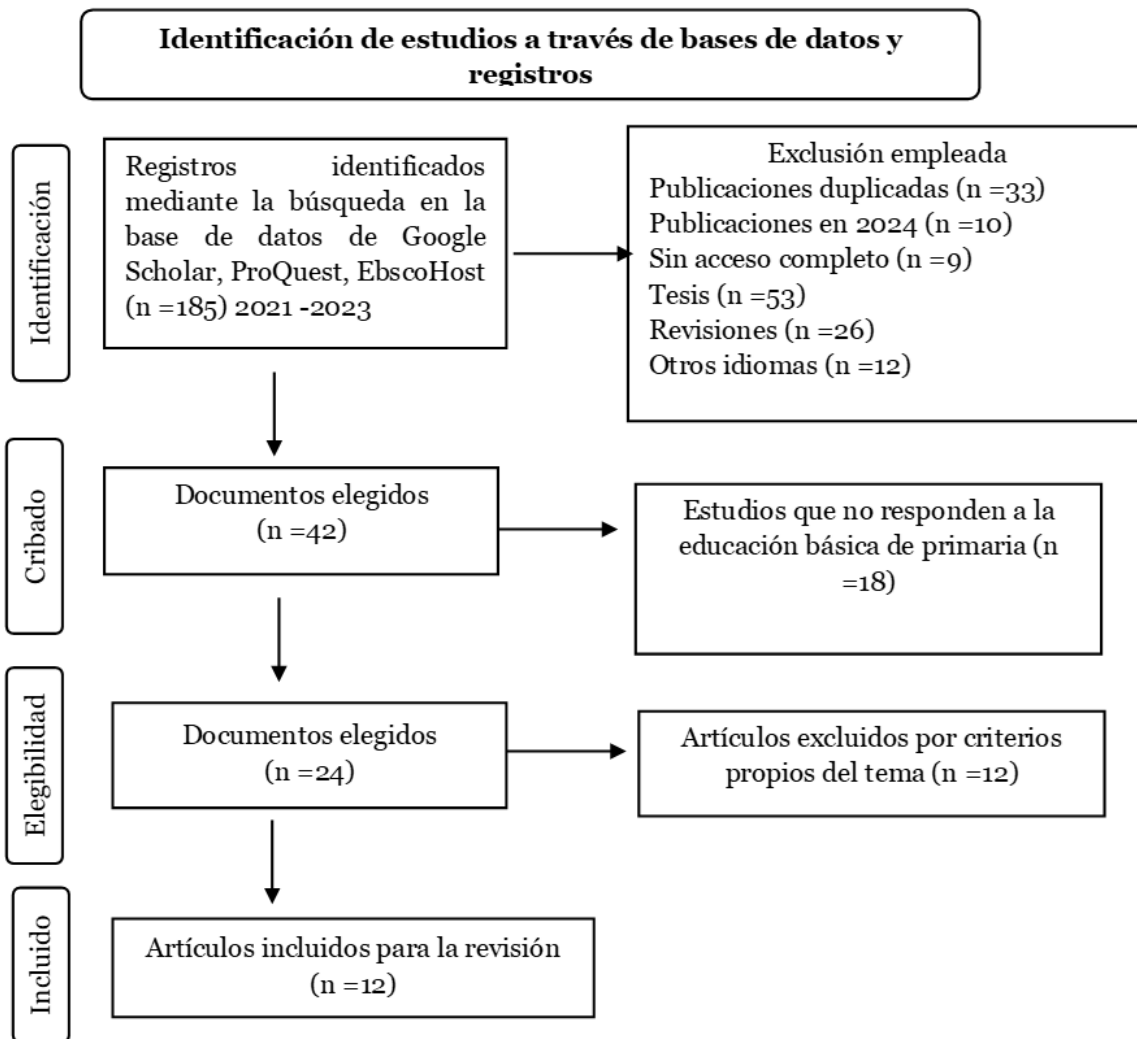 Identificación de estudios a través de bases de datos y
registros
Identificación
Registros identificados
mediante la búsqueda en la
base de datos de Google
Scholar, ProQuest, EbscoHost
(n =185) 2021 -2023
Exclusión empleada
Publicaciones duplicadas (n =33)
Publicaciones en 2024 (n =10)
Sin acceso completo (n =9)
Tesis (n =53)
Revisiones (n =26)
Otros idiomas (n =12)
Cribado
Documentos elegidos
(n =42)
Estudios que no responden a la
educación básica de primaria (n
=18)
Elegibilidad
Documentos elegidos
(n =24)
Artículos excluidos por criterios
propios del tema (n =12)
Incluido
Artículos incluidos para la revisión
(n =12)